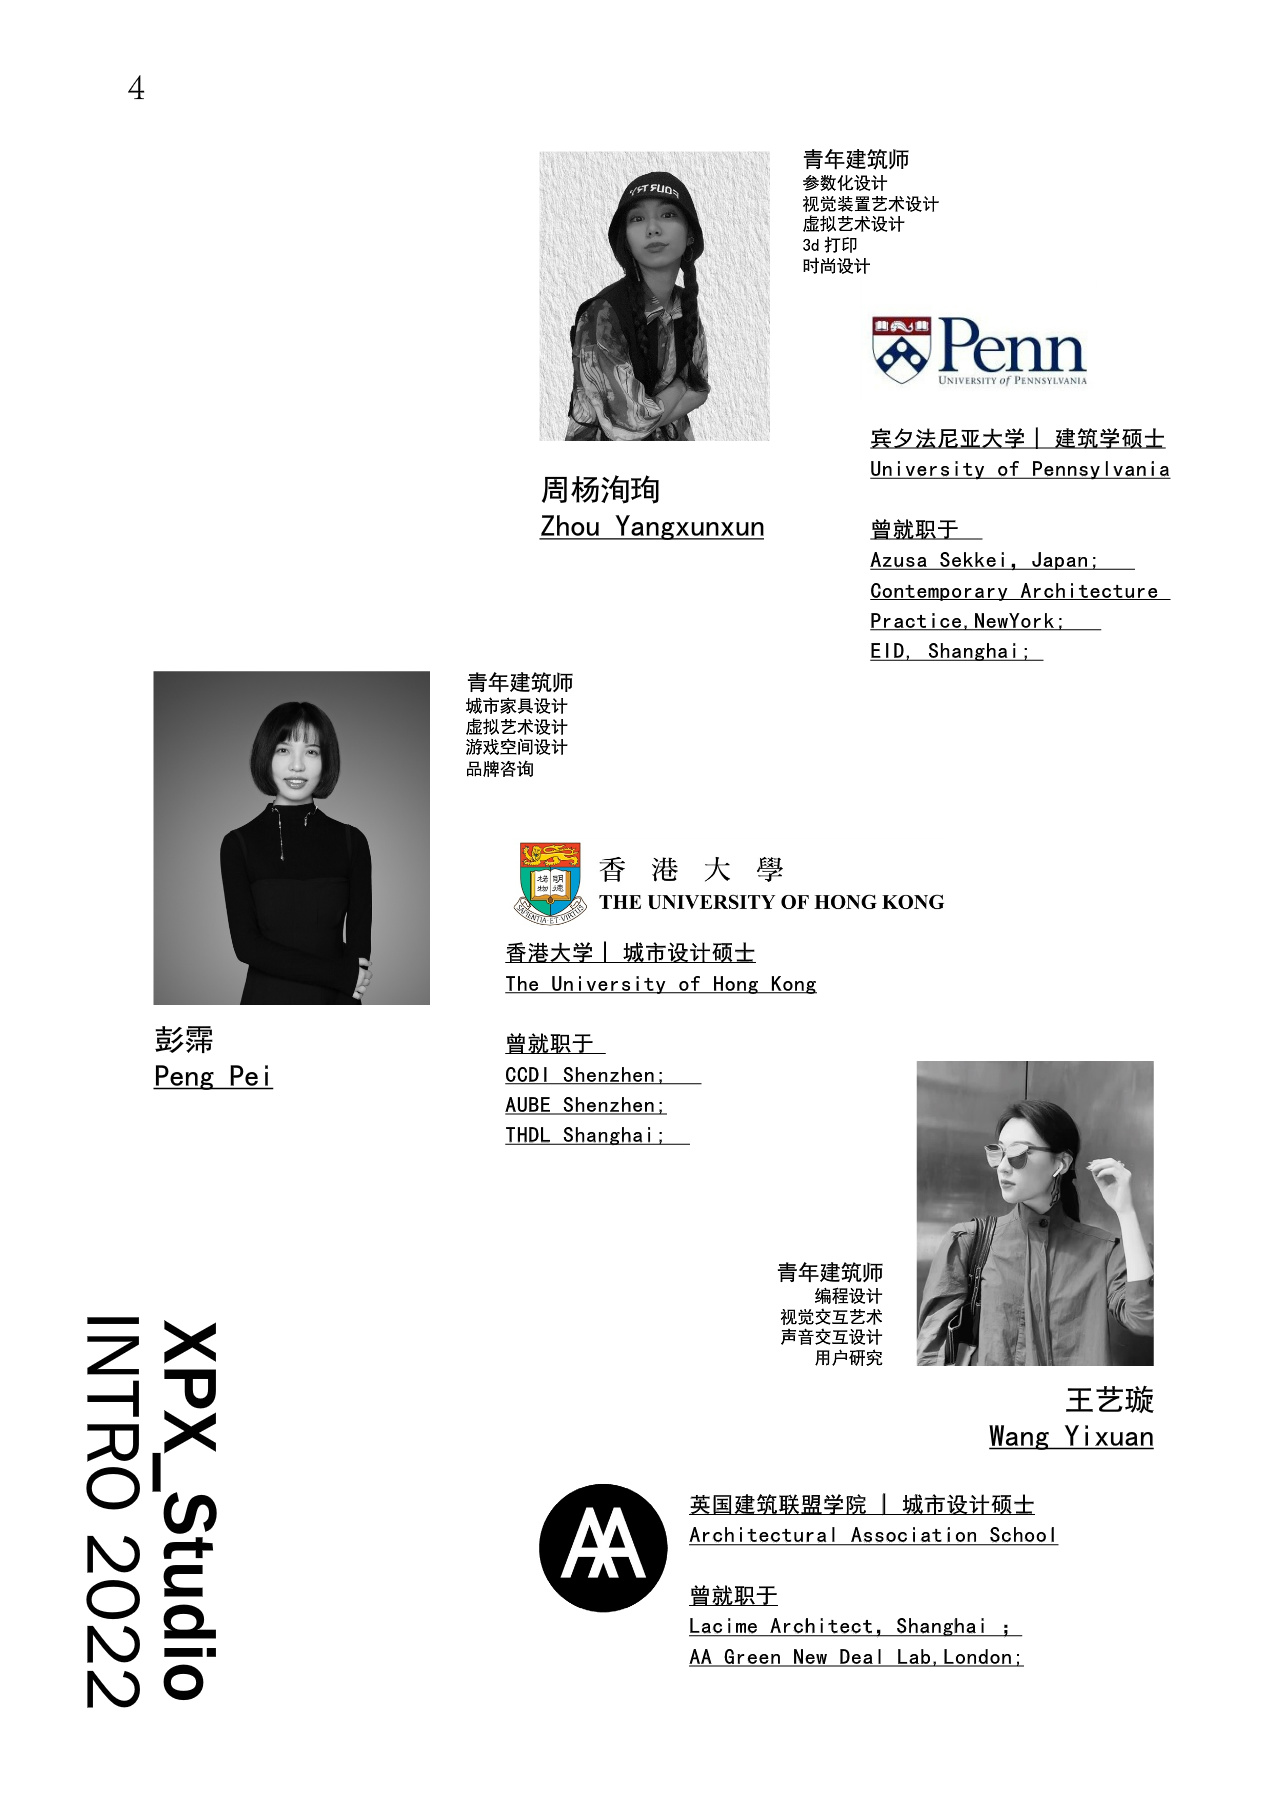 4
青年建筑师
参数化设计
视觉装置艺术设计
虚拟艺术设计
3d 打印
时尚设计
Penn
UNIVERSITY of PENNSYLVANIA
宾夕法尼亚大学| 建筑学硕士
University of Pennsylvania
周杨洵珣
Zhou Yangxunxun
曾就职于
Azusa Sekkei, Japan;
Contemporary Architecture
Practice,NewYork;
EID, Shanghai;
青年建筑师
城市家具设计
虚拟艺术设计
游戏空间设计
品牌咨询
香港大學
THE UNIVERSITY OF HONG KONG
香港大学| 城市设计硕士
The University of Hong Kong
彭霈
Peng Pei
曾就职于
CCDI Shenzhen;
AUBE Shenzhen;
THDL Shanghai;
青年建筑师
编程设计
视觉交互艺术
声音交互设计
用户研究
王艺璇
Wang Yixuan
AA
英国建筑联盟学院 | 城市设计硕士
Architectural Association School
曾就职于
Lacime Architect, Shanghai ;
AA Green New Deal Lab,London;
XPX_Studio
INTRO 2022